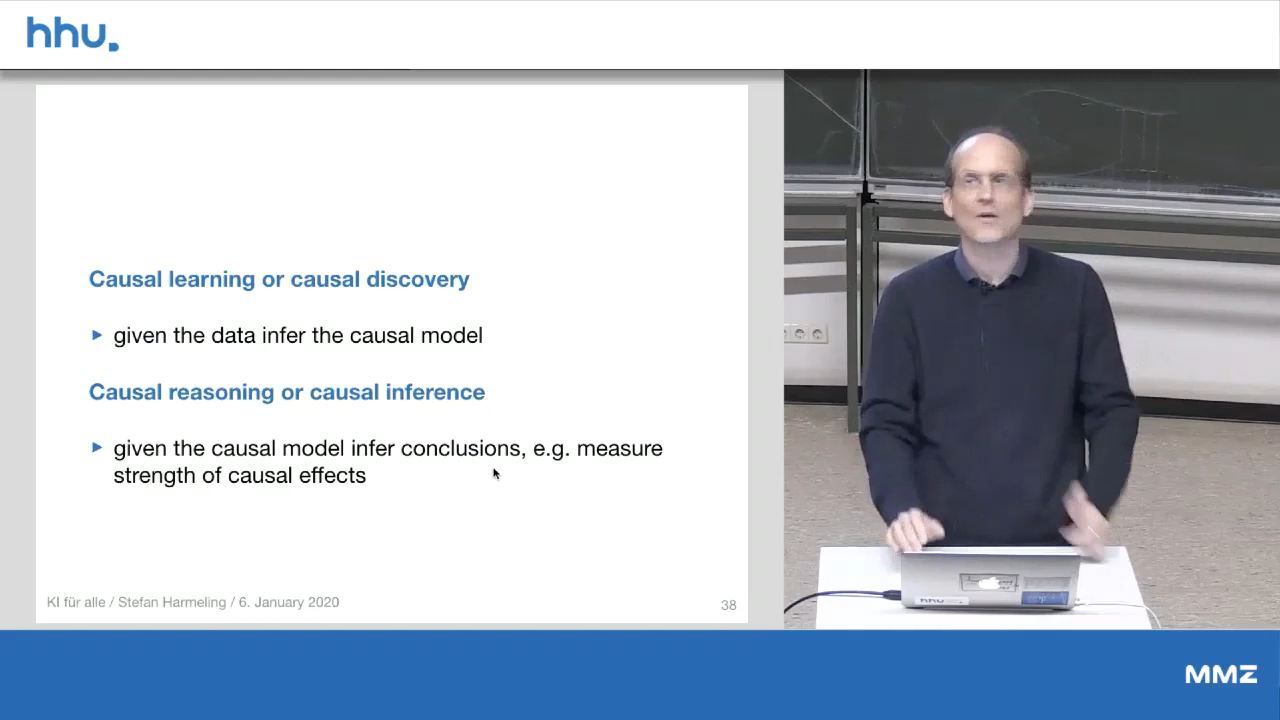 hhu.
Causal learning or causal discovery
given the data infer the causal model
Causal reasoning or causal inference
given the causal model infer conclusions, e.g. measure
strength of causal effects
KI für alle / Stefan Harmeling / 6. January 2020
38
hhu
MMZ